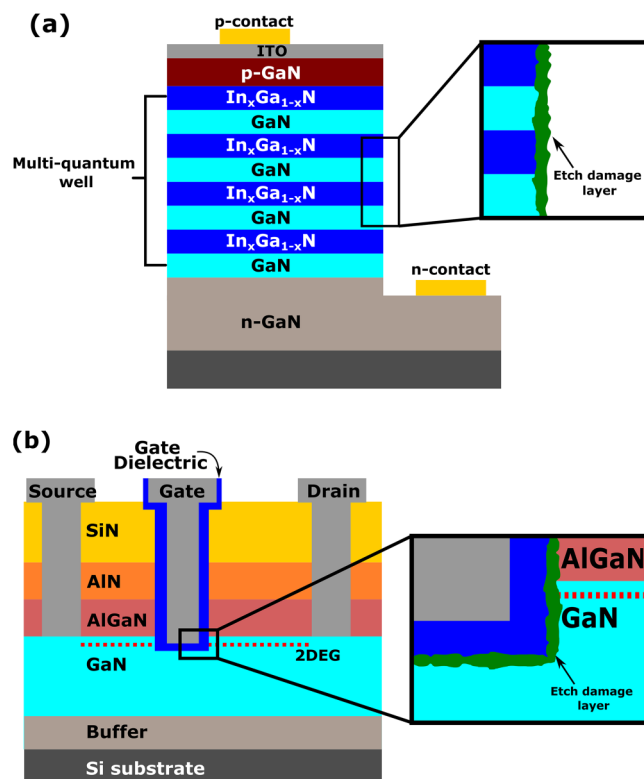 (a)
p-contact
ITO
p-GaN
InₓGa₁₋ₓN
GaN
InₓGa₁₋ₓN
GaN
InₓGa₁₋ₓN
GaN
InₓGa₁₋ₓN
GaN
Multi-quantum
well
n-contact
n-GaN
Etch damage
layer
(b)
Gate
Dielectric
Source
Gate
Drain
SiN
AlN
AlGaN
GaN
2DEG
Buffer
Si substrate
AlGaN
GaN
Etch damage
layer